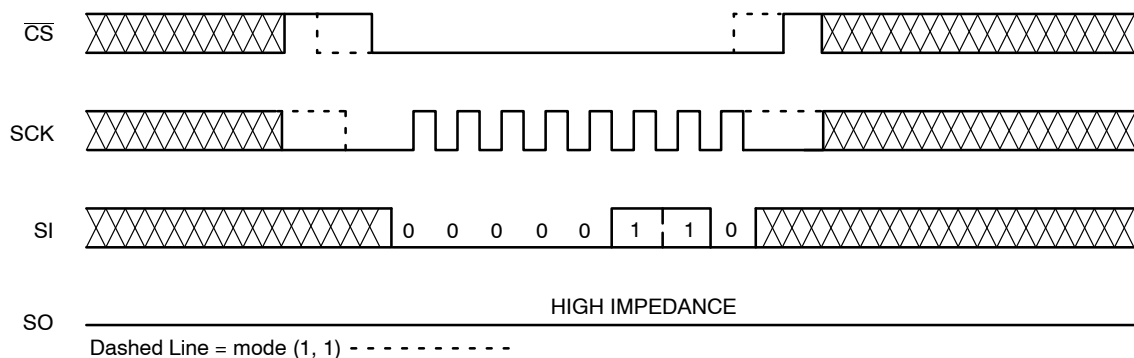 CS
SCK
SI 0 0 0 0 0 1 1 0
HIGH IMPEDANCE
SO
Dashed Line = mode (1, 1)